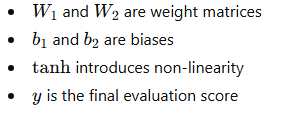 • W₁ and W₂ are weight matrices
• b₁ and b₂ are biases
• tanh introduces non-linearity
• y is the final evaluation score